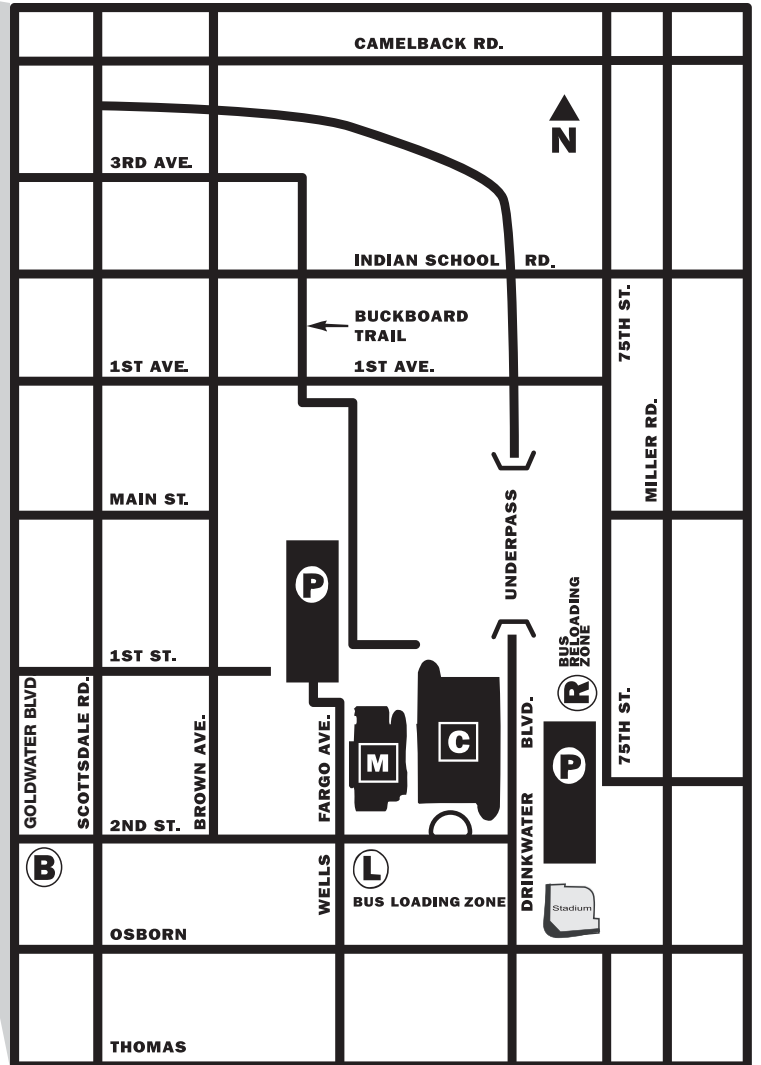 CAMELBACK RD.
N
3RD AVE.
INDIAN SCHOOL RD.
BUCKBOARD
TRAIL
75TH ST.
1ST AVE.
1ST AVE.
MILLER RD.
MAIN ST.
UNDERPASS
P
BUS
RELOADING
ZONE
R
1ST ST.
GOLDWATER BLVD
SCOTTSDALE RD.
BROWN AVE.
FARGO AVE.
M
C
BLVD.
P
75TH ST.
2ND ST.
DRINKWATER
B
WELLS
L
BUS LOADING ZONE
Stadium
OSBORN
THOMAS